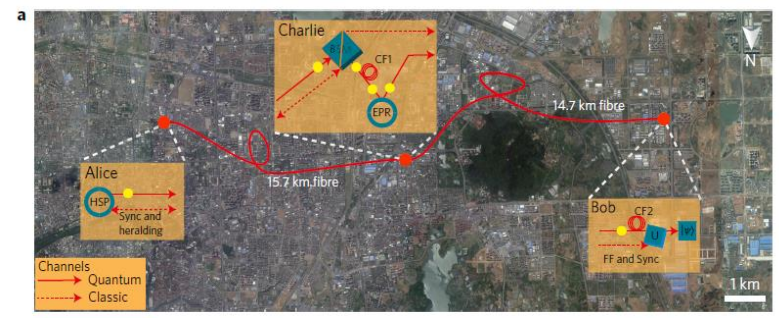 a
Charlie
BS
CF1
EPR
N
14.7 km fibre
15.7 km fibre
Alice
HSP
Sync and
heralding
Bob
CF2
U
|ψ⟩
FF and Sync
Channels
Quantum
Classic
1 km